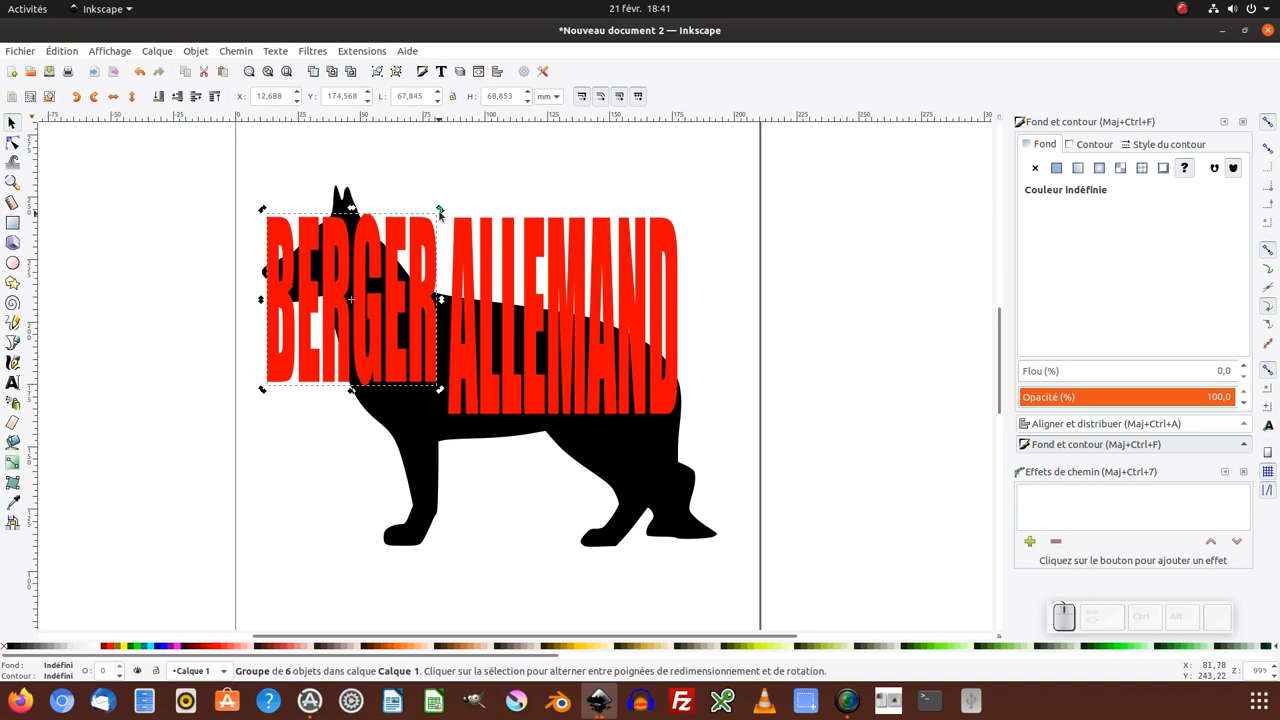 Activités
Inkscape
21 févr. 18:41
*Nouveau document 2 — Inkscape
Fichier Édition Affichage Calque Objet Chemin Texte Filtres Extensions Aide
X: 12,688 Y: 174,568 L: 67,845 H: 68,853 mm
Fond et contour (Maj+Ctrl+F)
Fond Contour Style du contour
Couleur indéfinie
BERGER ALLEMAND
Flou (%) 0,0
Opacité (%) 100,0
Aligner et distribuer (Maj+Ctrl+A)
Fond et contour (Maj+Ctrl+F)
Effets de chemin (Maj+Ctrl+7)
Cliquez sur le bouton pour ajouter un effet
Ctrl Alt
Fond : Indéfini
Contour : Indéfini
O: 0
•Calque 1
Groupe de 6 objets dans calque Calque 1. Cliquer sur la sélection pour alterner entre poignées de redimensionnement et de rotation.
X: 81,78
Y: 243,22
Z: 99%